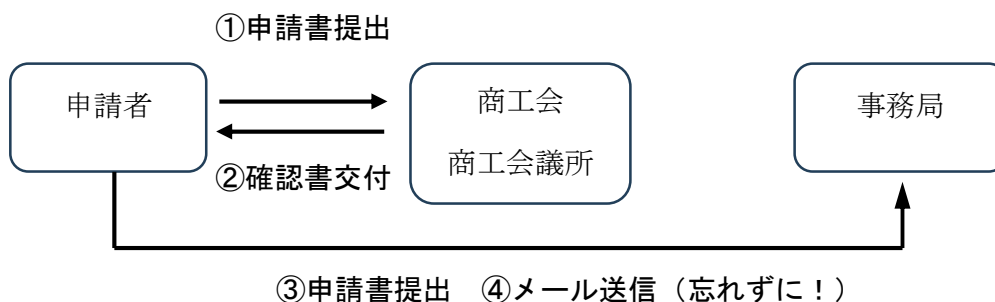 ①申請書提出
申請者
商工会
商工会議所
事務局
②確認書交付
③申請書提出　④メール送信（忘れずに！）